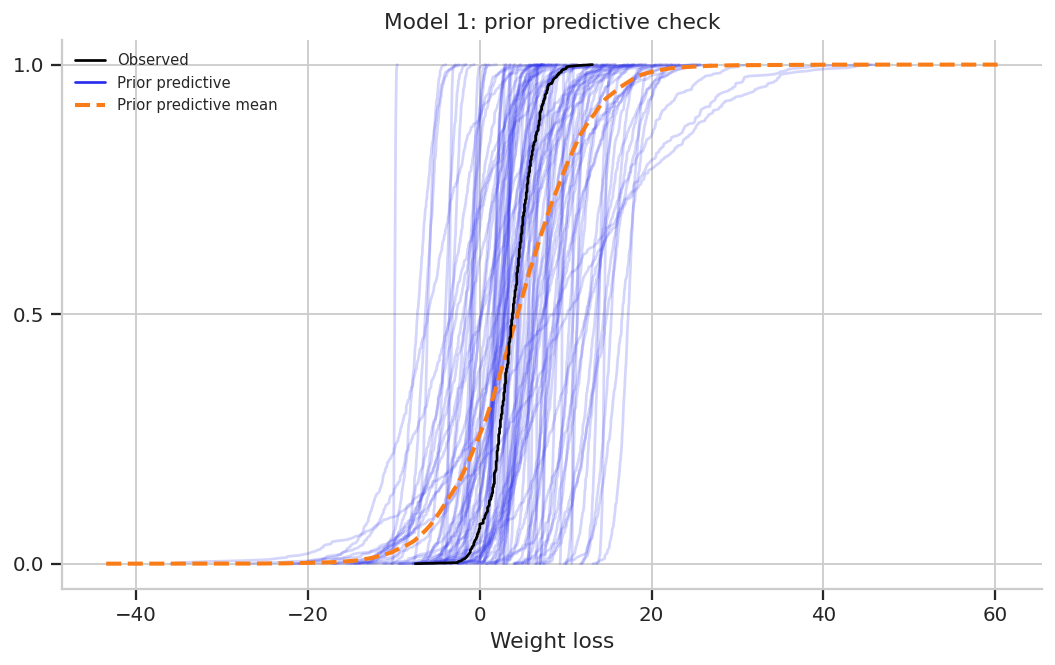 Model 1: prior predictive check
Observed
Prior predictive
Prior predictive mean
1.0
0.5
0.0
−40 −20 0 20 40 60
Weight loss